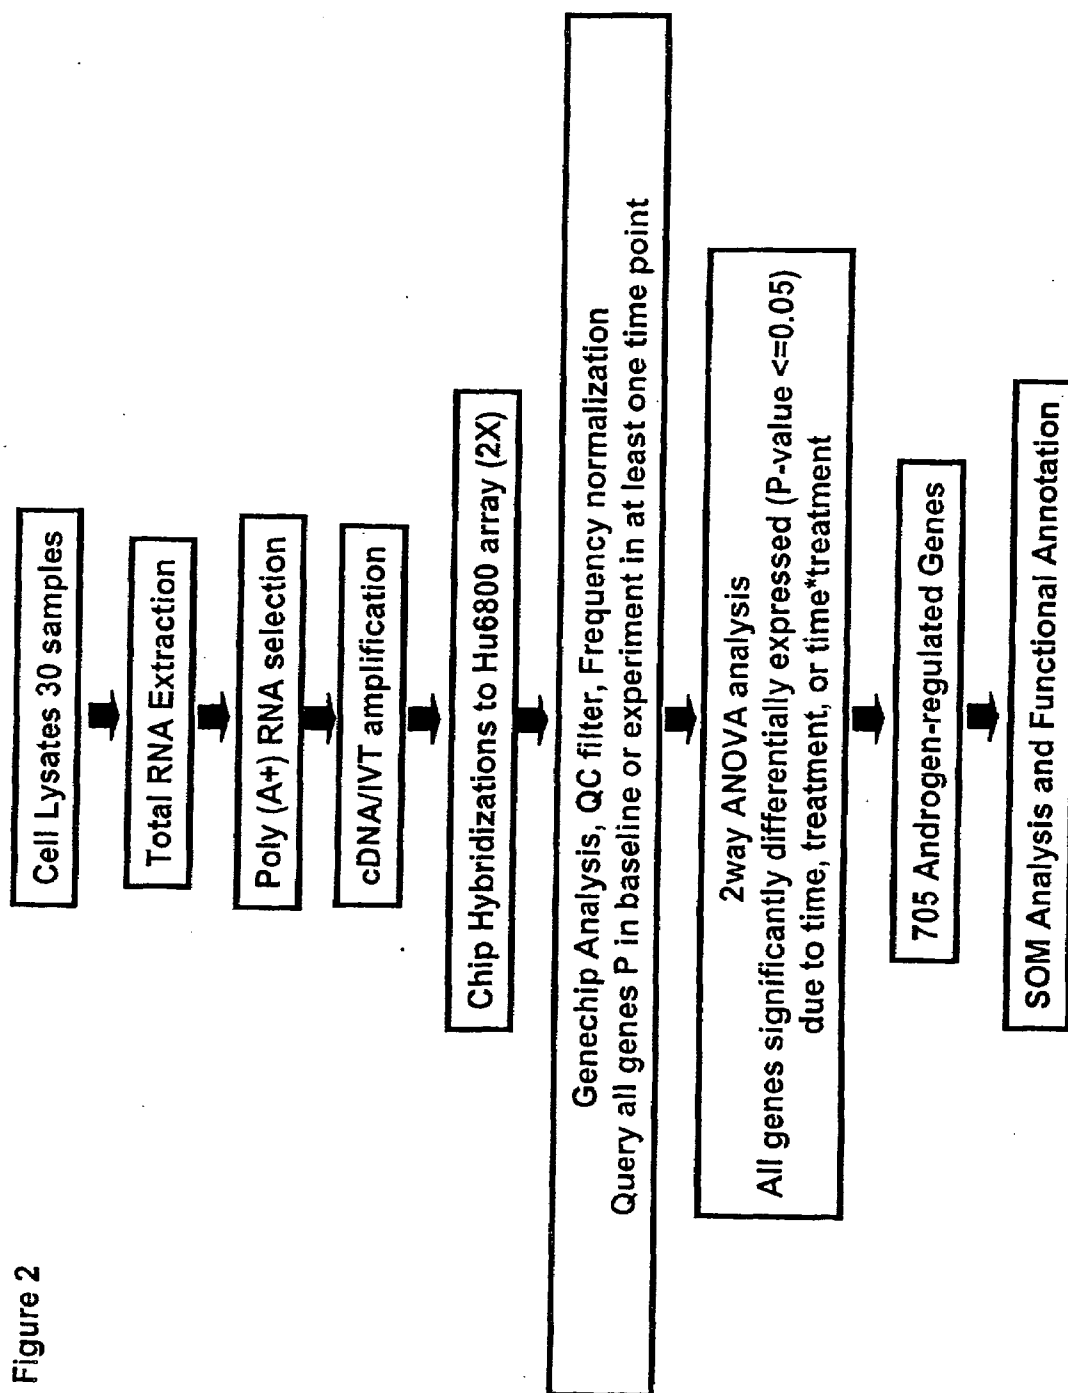 Figure 2
Cell Lysates 30 samples
Total RNA Extraction
Poly (A+) RNA selection
cDNA/IVT amplification
Chip Hybridizations to Hu6800 array (2X)
Genechip Analysis, QC filter, Frequency normalization
Query all genes P in baseline or experiment in at least one time point
2way ANOVA analysis
All genes significantly differentially expressed (P-value <=0.05)
due to time, treatment, or time*treatment
705 Androgen-regulated Genes
SOM Analysis and Functional Annotation